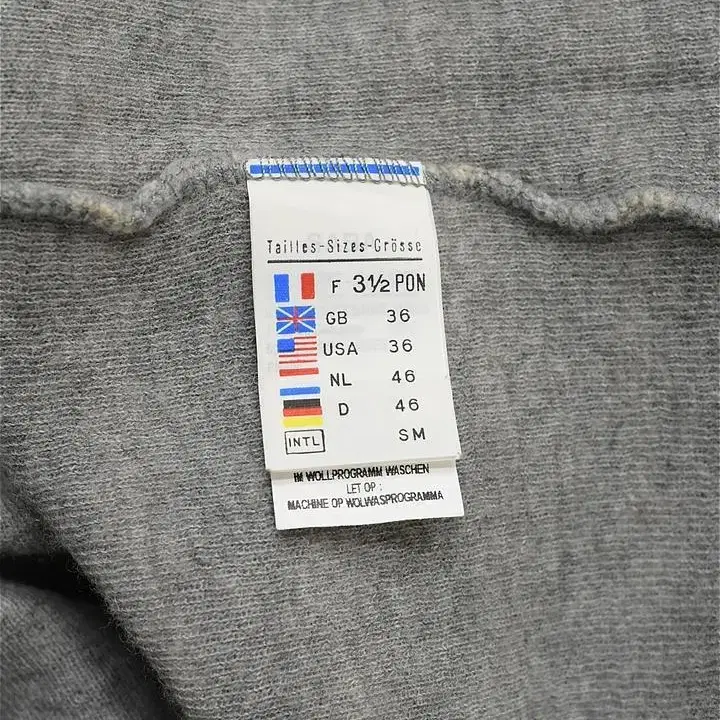 Tailles-Sizes-Grösse
F 3½ PON
GB 36
USA 36
NL 46
D 46
INTL SM
IM WOLLPROGRAMM WASCHEN
LET OP :
MACHINE OP WOLWASPROGRAMMA